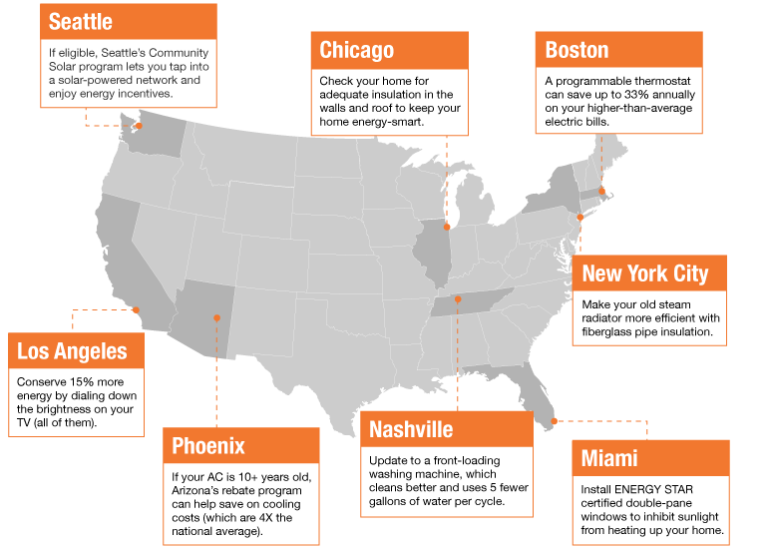 Seattle
If eligible, Seattle's Community
Solar program lets you tap into
a solar-powered network and
enjoy energy incentives.
Chicago
Check your home for
adequate insulation in the
walls and roof to keep your
home energy-smart.
Boston
A programmable thermostat
can save up to 33% annually
on your higher-than-average
electric bills.
New York City
Make your old steam
radiator more efficient with
fiberglass pipe insulation.
Los Angeles
Conserve 15% more
energy by dialing down
the brightness on your
TV (all of them).
Phoenix
If your AC is 10+ years old,
Arizona's rebate program
can help save on cooling
costs (which are 4X the
national average).
Nashville
Update to a front-loading
washing machine, which
cleans better and uses 5 fewer
gallons of water per cycle.
Miami
Install ENERGY STAR
certified double-pane
windows to inhibit sunlight
from heating up your home.